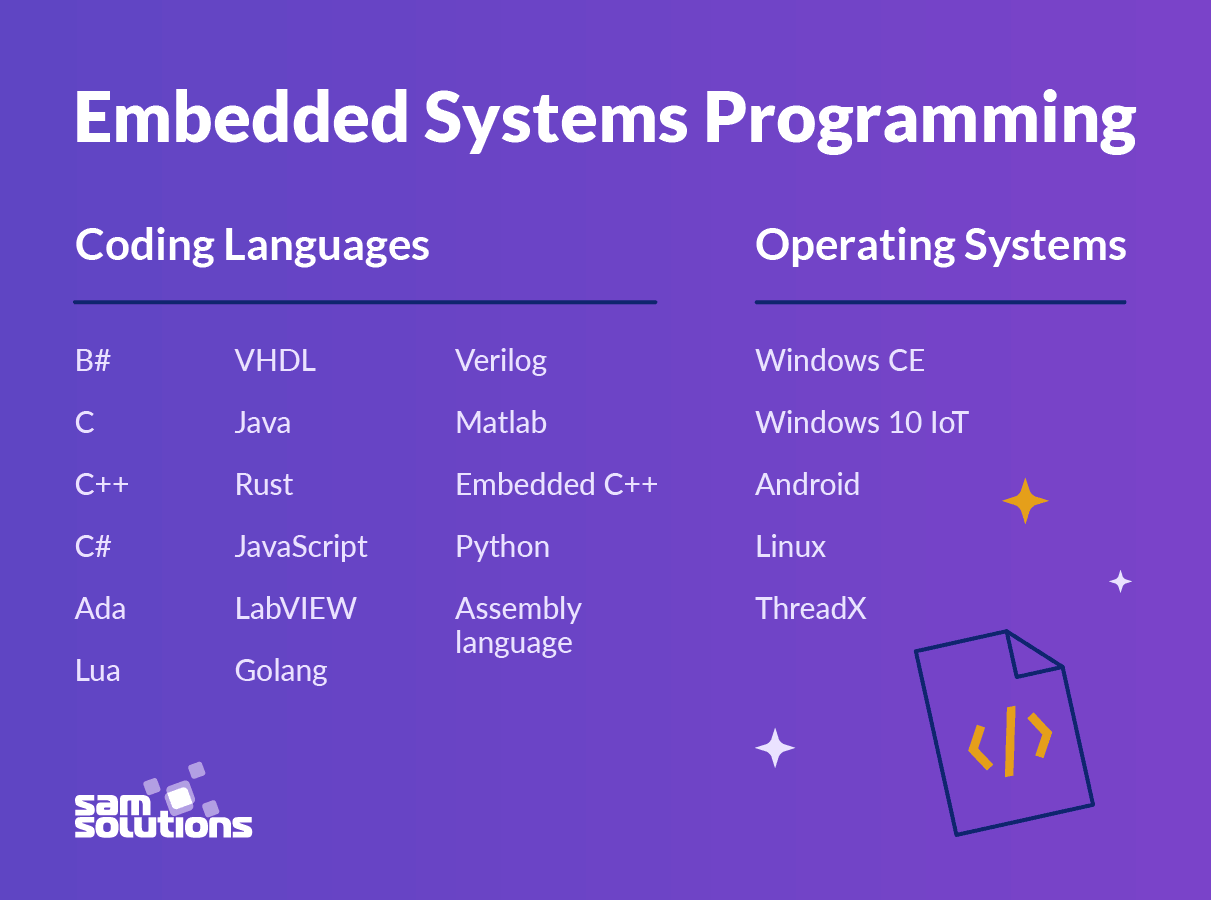 Embedded Systems Programming
Coding Languages
B#
C
C++
C#
Ada
Lua
VHDL
Java
Rust
JavaScript
LabVIEW
Golang
Verilog
Matlab
Embedded C++
Python
Assembly
language
Operating Systems
Windows CE
Windows 10 IoT
Android
Linux
ThreadX
</>
sam
solutions